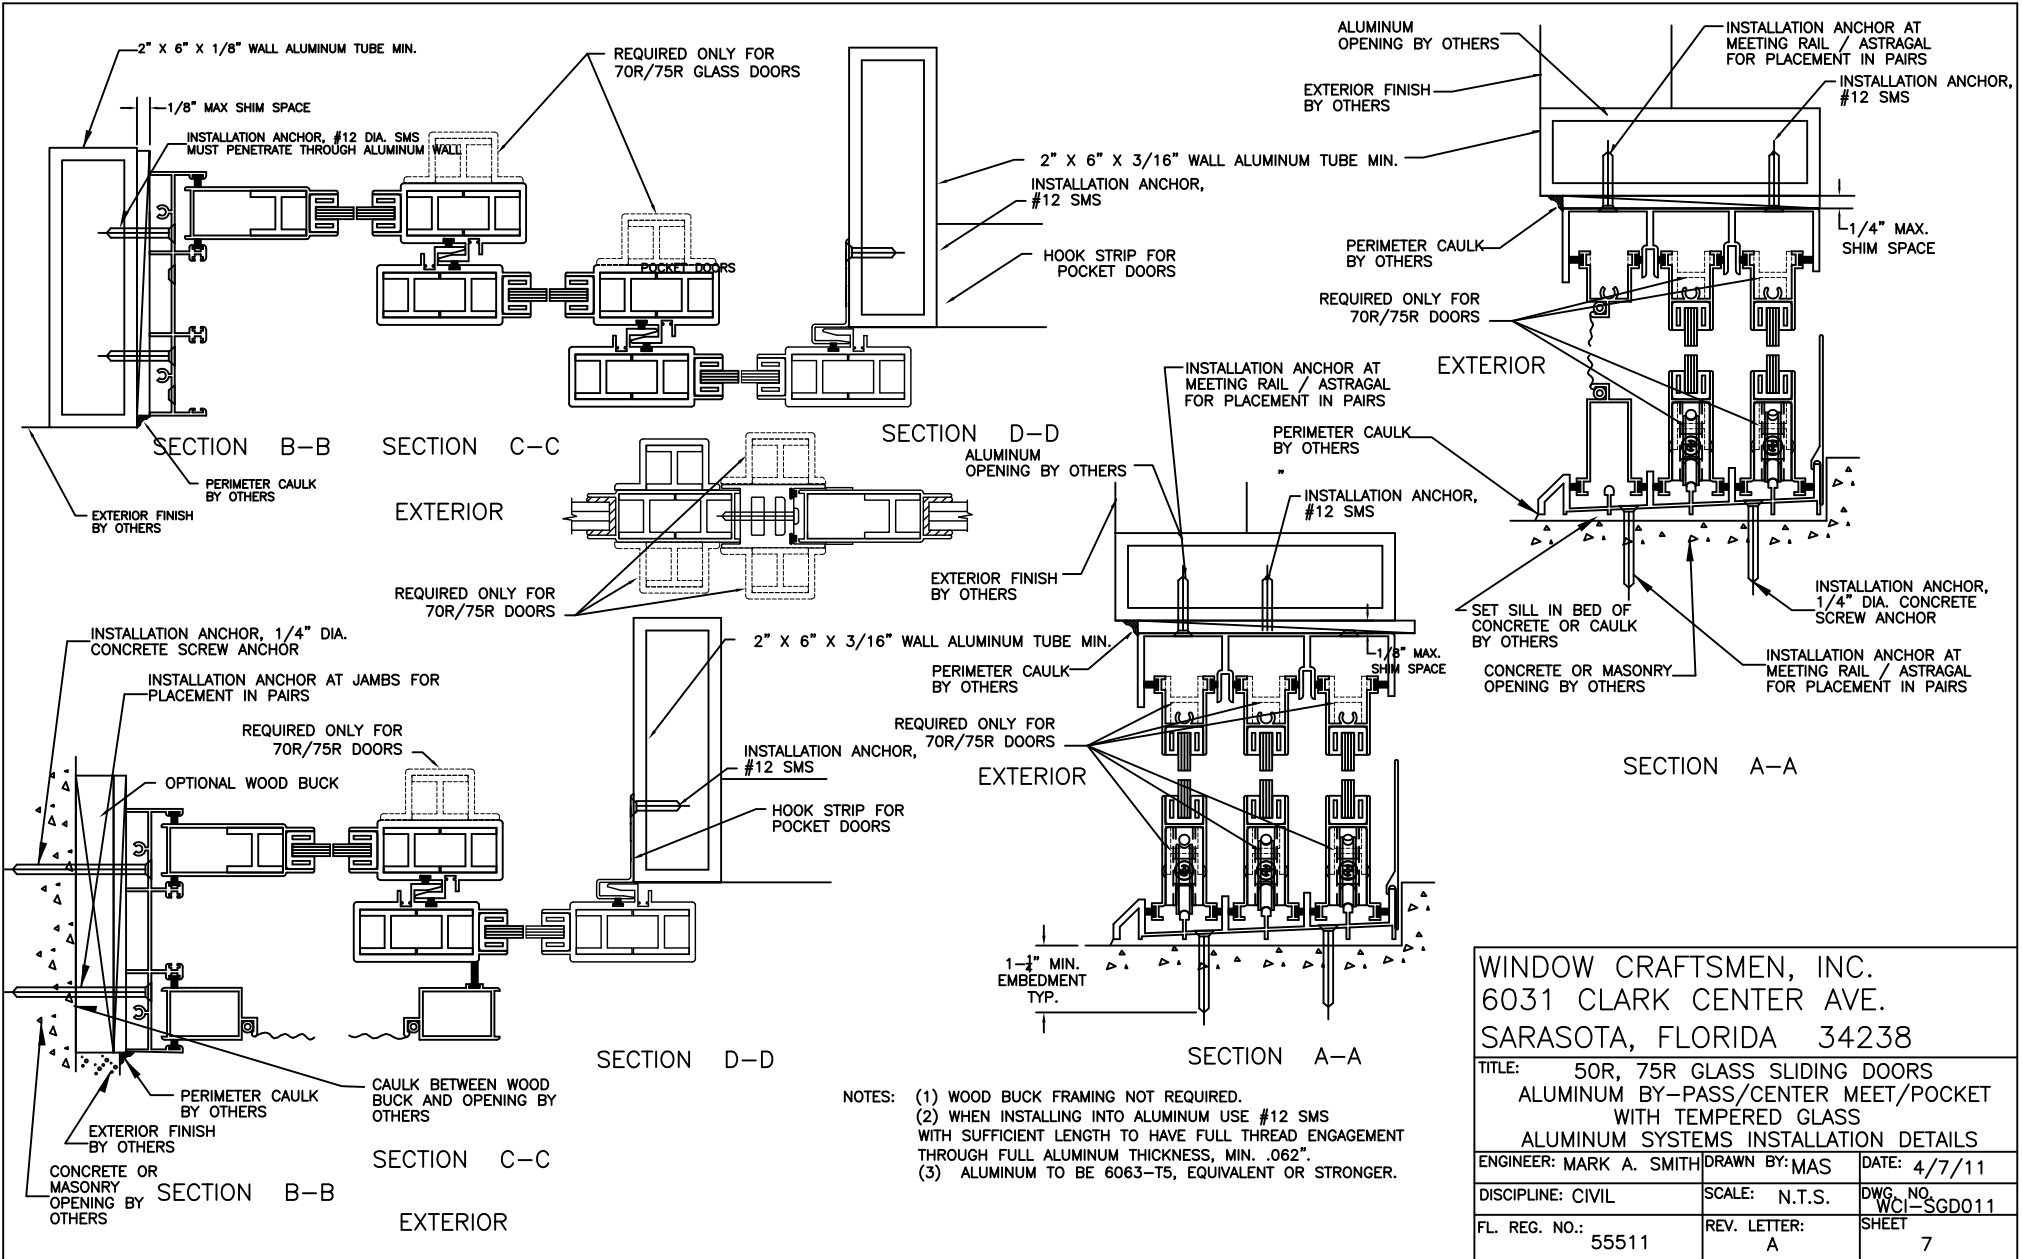 2" X 6" X 1/8" WALL ALUMINUM TUBE MIN.
1/8" MAX SHIM SPACE
INSTALLATION ANCHOR, #12 DIA. SMS
MUST PENETRATE THROUGH ALUMINUM WALL
REQUIRED ONLY FOR
70R/75R GLASS DOORS
POCKET DOORS
2" X 6" X 3/16" WALL ALUMINUM TUBE MIN.
INSTALLATION ANCHOR,
#12 SMS
HOOK STRIP FOR
POCKET DOORS
SECTION B-B
SECTION C-C
SECTION D-D
PERIMETER CAULK
BY OTHERS
EXTERIOR FINISH
BY OTHERS
EXTERIOR
REQUIRED ONLY FOR
70R/75R DOORS
ALUMINUM
OPENING BY OTHERS
INSTALLATION ANCHOR AT
MEETING RAIL / ASTRAGAL
FOR PLACEMENT IN PAIRS
INSTALLATION ANCHOR,
#12 SMS
EXTERIOR FINISH
BY OTHERS
PERIMETER CAULK
BY OTHERS
1/4" MAX.
SHIM SPACE
REQUIRED ONLY FOR
70R/75R DOORS
EXTERIOR
PERIMETER CAULK
BY OTHERS
"
SET SILL IN BED OF
CONCRETE OR CAULK
BY OTHERS
INSTALLATION ANCHOR,
1/4" DIA. CONCRETE
SCREW ANCHOR
CONCRETE OR MASONRY
OPENING BY OTHERS
INSTALLATION ANCHOR AT
MEETING RAIL / ASTRAGAL
FOR PLACEMENT IN PAIRS
SECTION A-A
INSTALLATION ANCHOR AT
MEETING RAIL / ASTRAGAL
FOR PLACEMENT IN PAIRS
ALUMINUM
OPENING BY OTHERS
INSTALLATION ANCHOR,
#12 SMS
EXTERIOR FINISH
BY OTHERS
PERIMETER CAULK
BY OTHERS
1/8" MAX.
SHIM SPACE
REQUIRED ONLY FOR
70R/75R DOORS
EXTERIOR
MIN.
EMBEDMENT
TYP.
SECTION A-A
INSTALLATION ANCHOR, 1/4" DIA.
CONCRETE SCREW ANCHOR
INSTALLATION ANCHOR AT JAMBS FOR
PLACEMENT IN PAIRS
REQUIRED ONLY FOR
70R/75R DOORS
OPTIONAL WOOD BUCK
2" X 6" X 3/16" WALL ALUMINUM TUBE MIN.
INSTALLATION ANCHOR,
#12 SMS
HOOK STRIP FOR
POCKET DOORS
SECTION D-D
PERIMETER CAULK
BY OTHERS
CAULK BETWEEN WOOD
BUCK AND OPENING BY
OTHERS
EXTERIOR FINISH
BY OTHERS
CONCRETE OR
MASONRY
OPENING BY
OTHERS
SECTION B-B
SECTION C-C
EXTERIOR
NOTES: (1) WOOD BUCK FRAMING NOT REQUIRED.
(2) WHEN INSTALLING INTO ALUMINUM USE #12 SMS
WITH SUFFICIENT LENGTH TO HAVE FULL THREAD ENGAGEMENT
THROUGH FULL ALUMINUM THICKNESS, MIN. .062".
(3) ALUMINUM TO BE 6063-T5, EQUIVALENT OR STRONGER.
WINDOW CRAFTSMEN, INC.
6031 CLARK CENTER AVE.
SARASOTA, FLORIDA 34238
TITLE: 50R, 75R GLASS SLIDING DOORS
ALUMINUM BY-PASS/CENTER MEET/POCKET
WITH TEMPERED GLASS
ALUMINUM SYSTEMS INSTALLATION DETAILS
ENGINEER: MARK A. SMITH DRAWN BY: MAS DATE: 4/7/11
DISCIPLINE: CIVIL SCALE: N.T.S. DWG. NO. WCI-SGD011
FL. REG. NO.: 55511 REV. LETTER: A SHEET 7